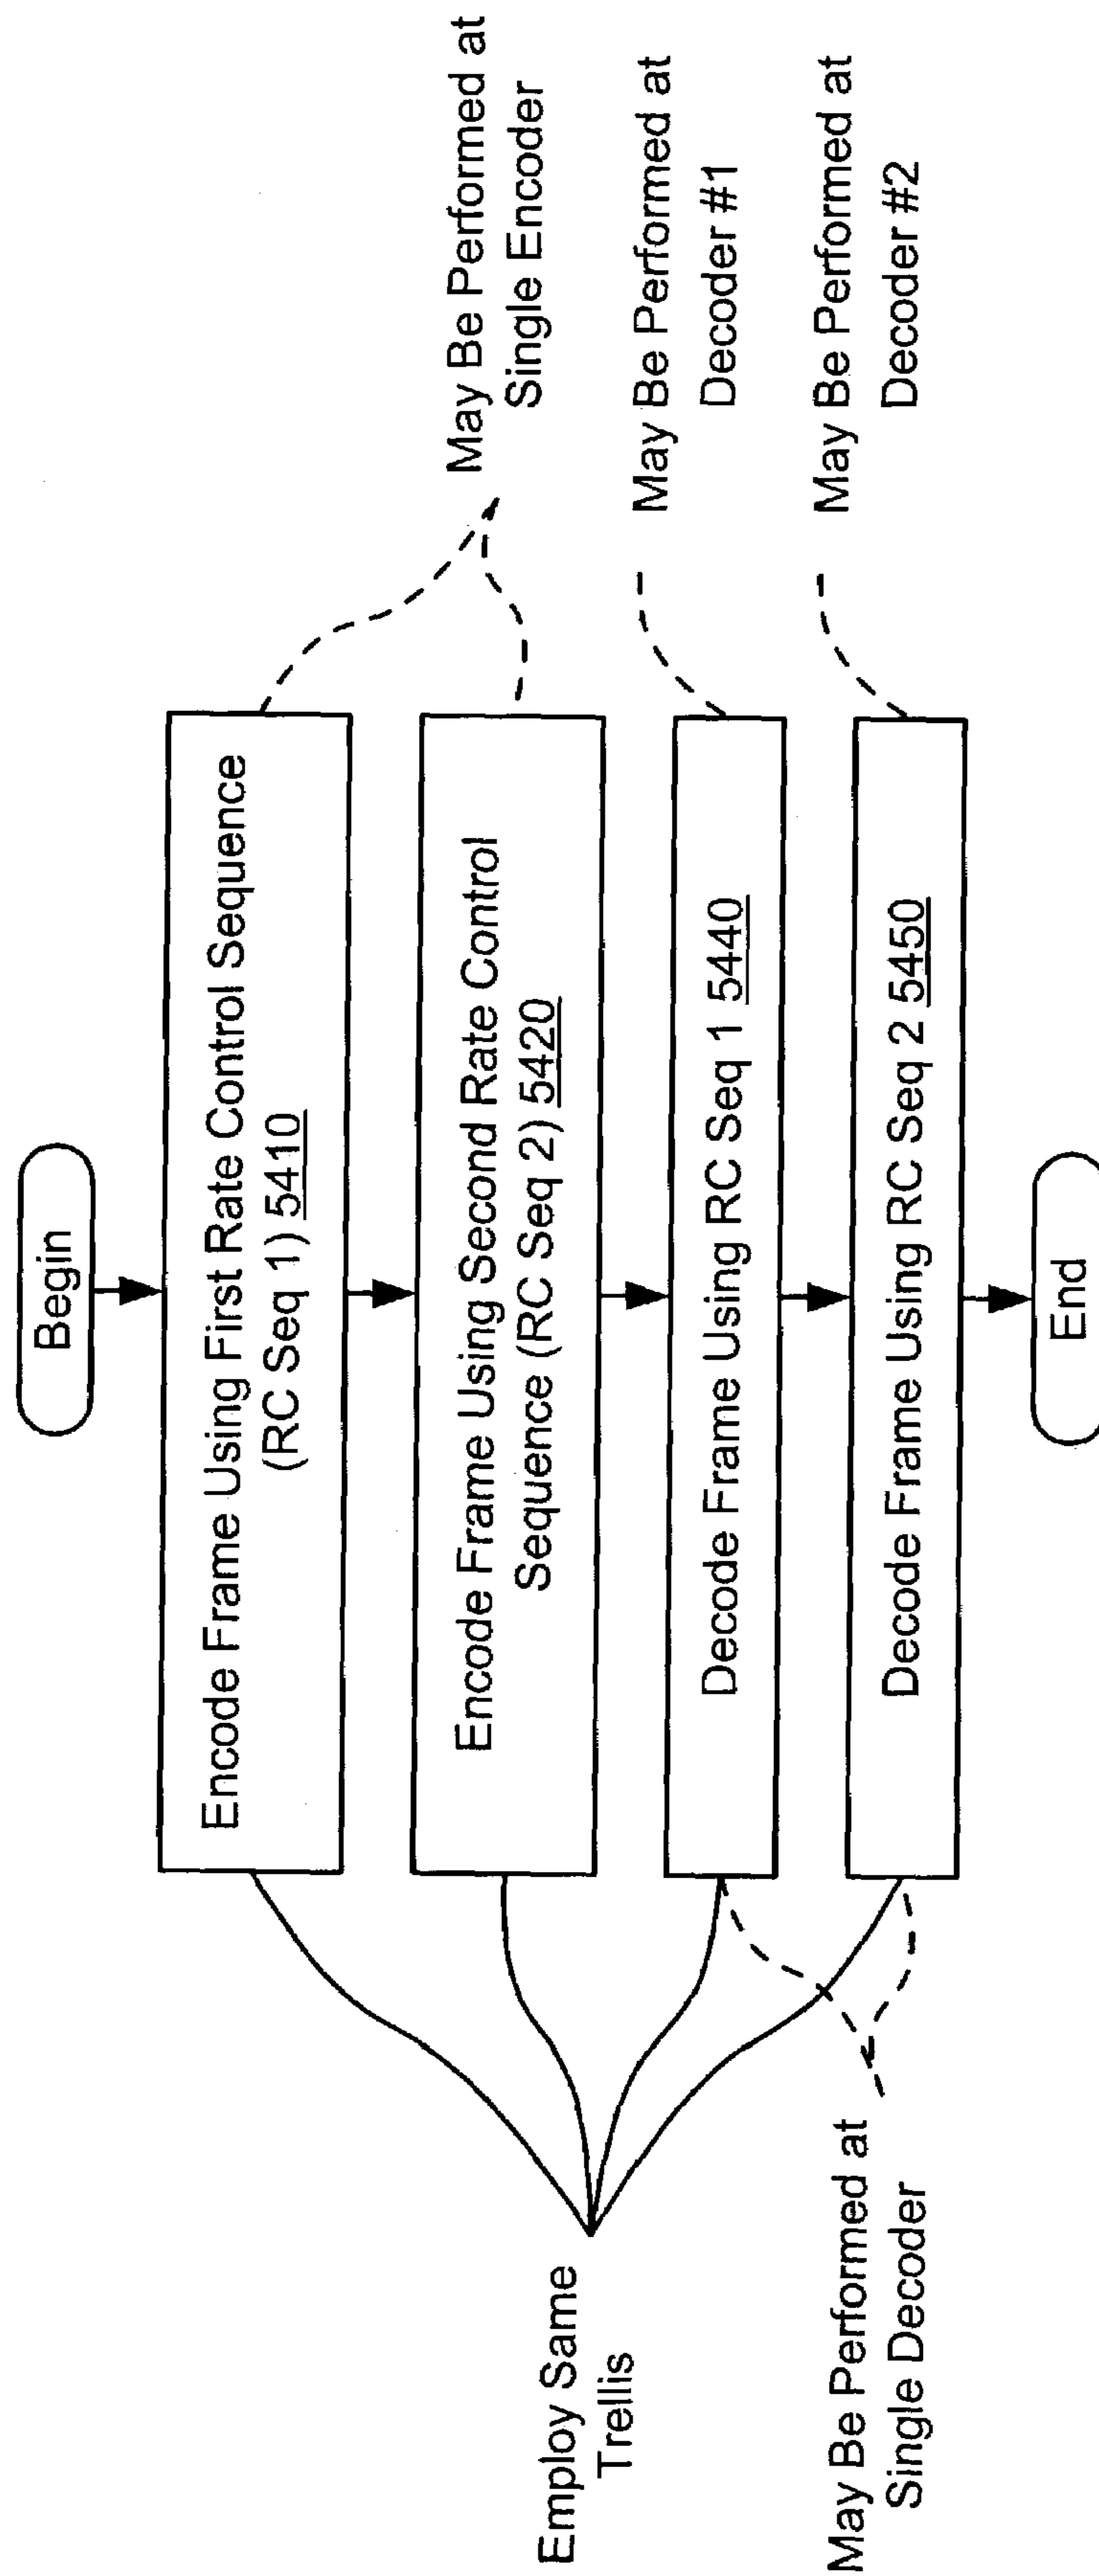 Begin
Encode Frame Using First Rate Control Sequence
(RC Seq 1) 5410
Encode Frame Using Second Rate Control
Sequence (RC Seq 2) 5420
Decode Frame Using RC Seq 1 5440
Decode Frame Using RC Seq 2 5450
End
Employ Same
Trellis
May Be Performed at
Single Decoder
May Be Performed at
Single Encoder
May Be Performed at
Decoder #1
May Be Performed at
Decoder #2